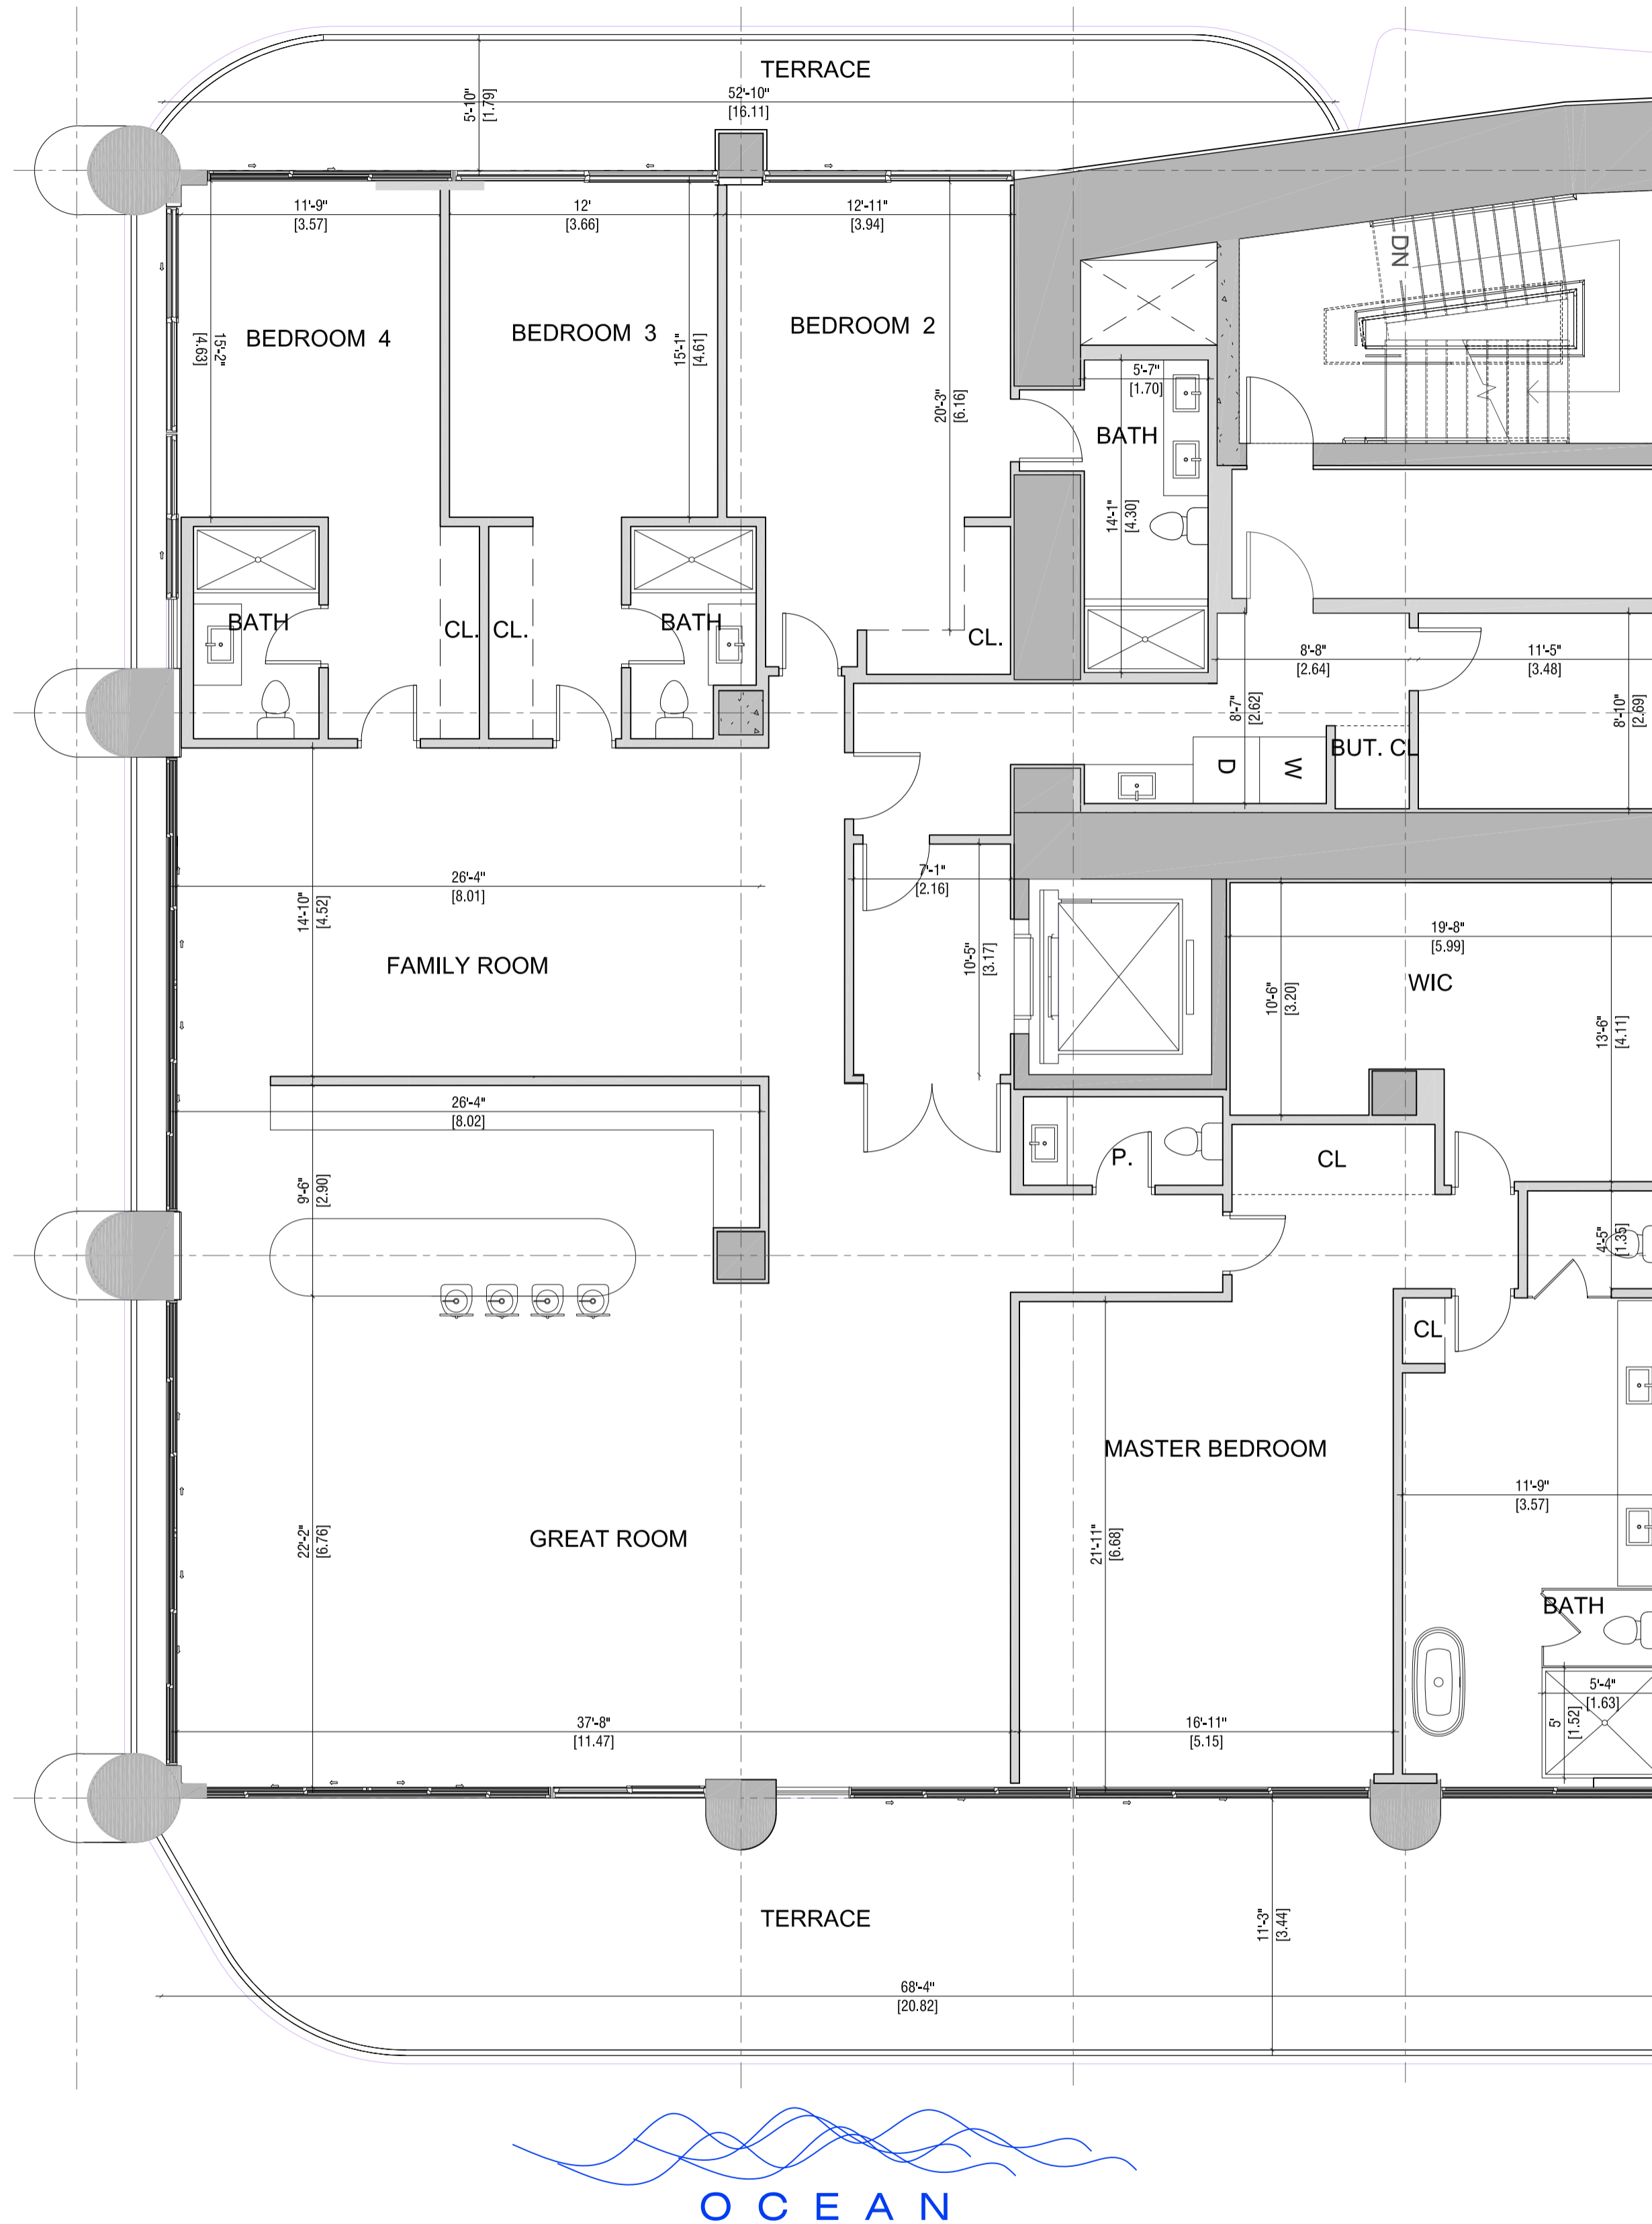 TERRACE
52'-10"
[16.11]
5'-10"
[1.79]
11'-9"
[3.57]
12'
[3.66]
12'-11"
[3.94]
DN
BEDROOM 4
BEDROOM 3
BEDROOM 2
15'-2"
[4.63]
15'-1"
[4.61]
20'-3"
[6.16]
5'-7"
[1.70]
BATH
14'-1"
[4.30]
BATH
CL.
CL.
BATH
CL.
8'-8"
[2.64]
11'-5"
[3.48]
8'-7"
[2.62]
8'-10"
[2.69]
BUT. CL
D
W
26'-4"
[8.01]
7'-1"
[2.16]
14'-10"
[4.52]
FAMILY ROOM
10'-5"
[3.17]
19'-8"
[5.99]
WIC
10'-6"
[3.20]
13'-6"
[4.11]
26'-4"
[8.02]
9'-6"
[2.90]
P.
CL
4'-5"
[1.35]
CL
MASTER BEDROOM
11'-9"
[3.57]
GREAT ROOM
22'-2"
[6.76]
21'-11"
[6.68]
BATH
5'-4"
[1.63]
5'
[1.52]
37'-8"
[11.47]
16'-11"
[5.15]
TERRACE
11'-3"
[3.44]
68'-4"
[20.82]
OCEAN